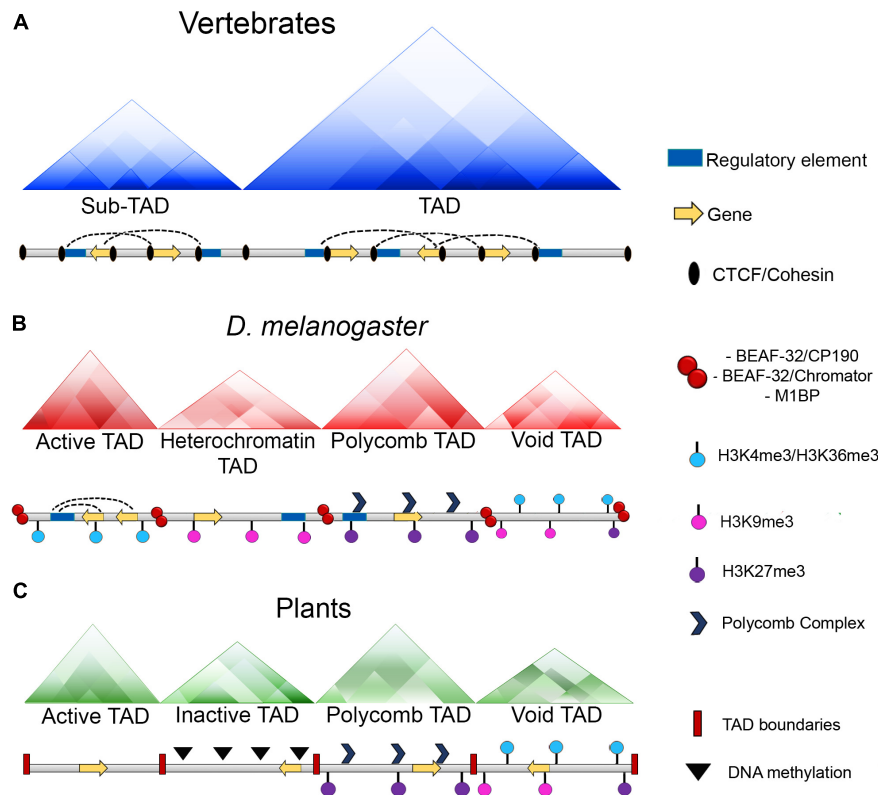 A
Vertebrates
Sub-TAD
TAD
Regulatory element
Gene
CTCF/Cohesin
B
D. melanogaster
Active TAD
Heterochromatin
TAD
Polycomb TAD
Void TAD
- BEAF-32/CP190
- BEAF-32/Chromator
- M1BP
H3K4me3/H3K36me3
H3K9me3
H3K27me3
Polycomb Complex
C
Plants
Active TAD
Inactive TAD
Polycomb TAD
Void TAD
TAD boundaries
DNA methylation